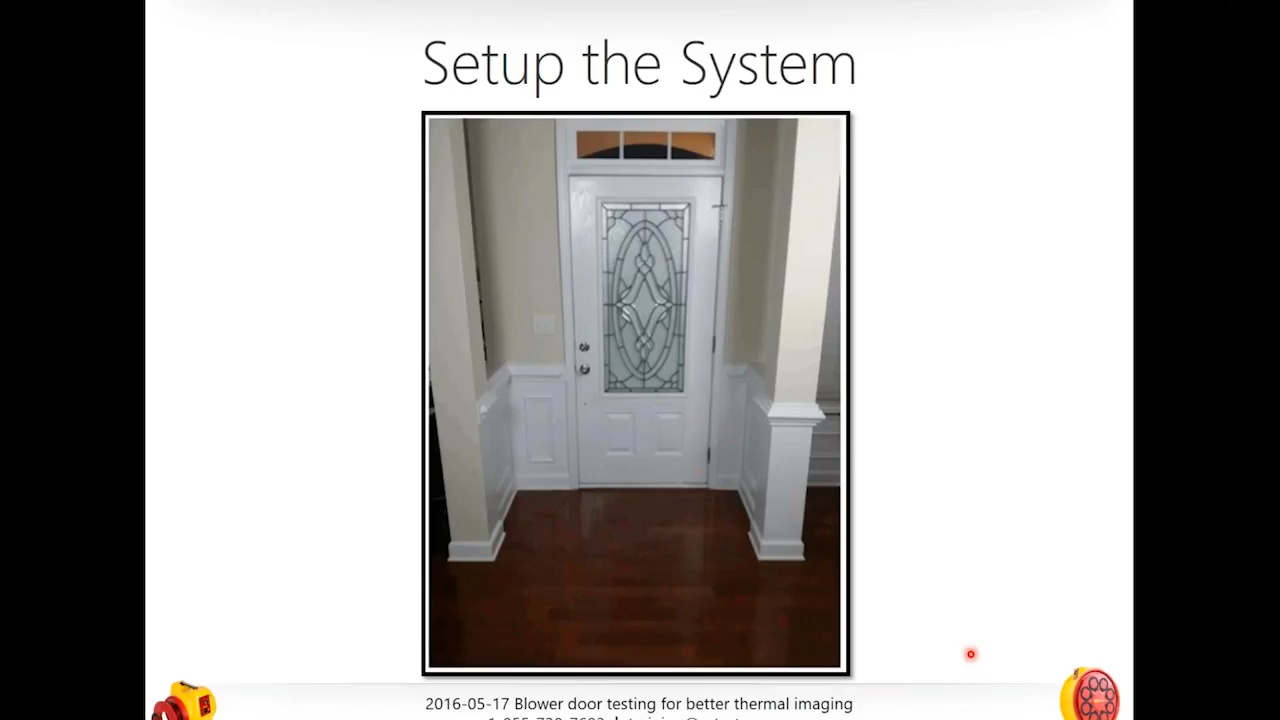 Setup the System
2016-05-17 Blower door testing for better thermal imaging